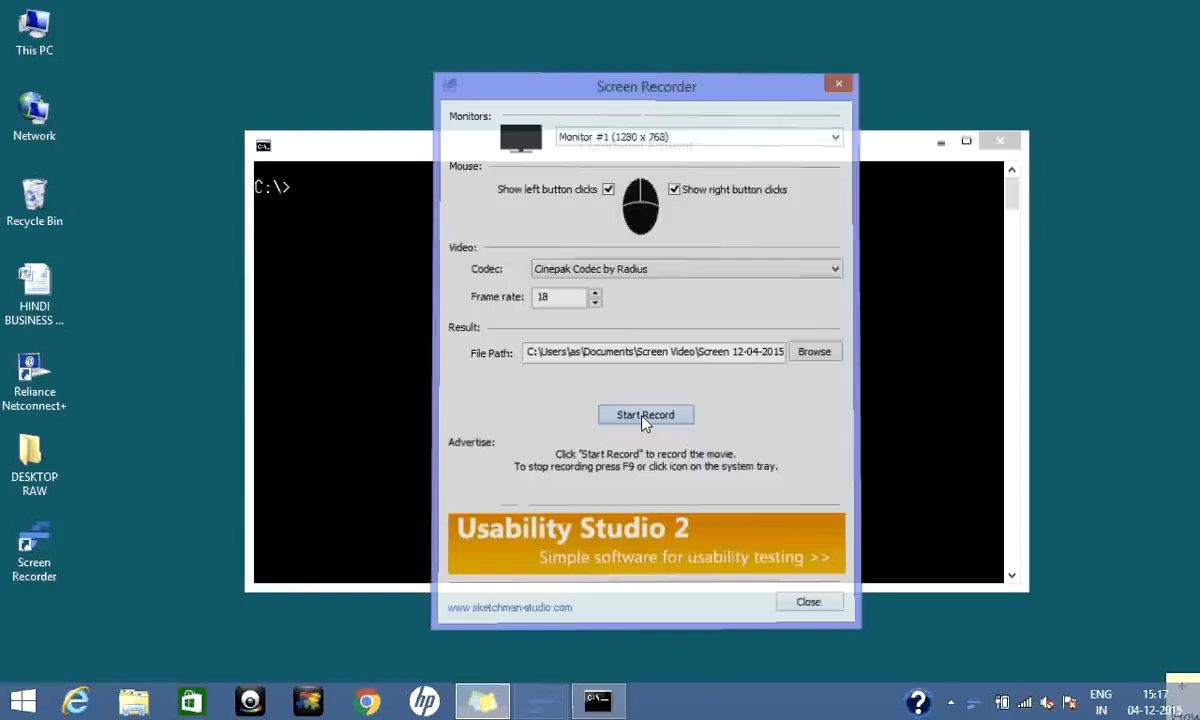 This PC
Network
Recycle Bin
HINDI
BUSINESS ...
Reliance
Netconnect+
DESKTOP
RAW
Screen
Recorder
C:\>
Screen Recorder
Monitors:
Monitor #1 (1280 x 768)
Mouse:
Show left button clicks
Show right button clicks
Video:
Codec:
Cinepak Codec by Radius
Frame rate:
18
Result:
File Path:
C:\Users\as\Documents\Screen Video\Screen 12-04-2015
Browse
Start Record
Advertise:
Click "Start Record" to record the movie.
To stop recording press F9 or click icon on the system tray.
Usability Studio 2
Simple software for usability testing >>
www.sketchman-studio.com
Close
hp
ENG
IN
15:17
04-12-2015